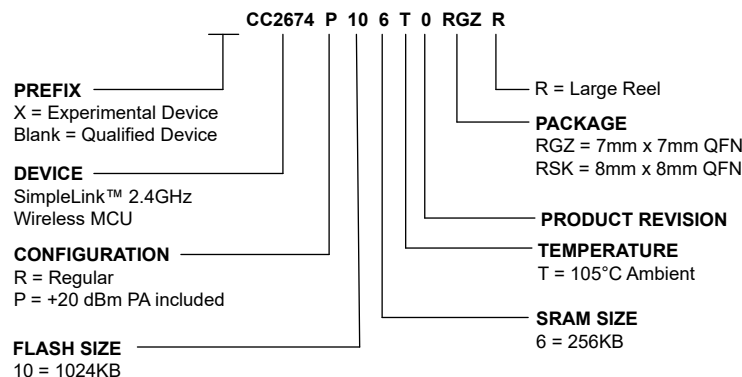 CC2674 P 10 6 T 0 RGZ R
PREFIX
X = Experimental Device
Blank = Qualified Device
DEVICE
SimpleLink™ 2.4GHz
Wireless MCU
CONFIGURATION
R = Regular
P = +20 dBm PA included
FLASH SIZE
10 = 1024KB
R = Large Reel
PACKAGE
RGZ = 7mm x 7mm QFN
RSK = 8mm x 8mm QFN
PRODUCT REVISION
TEMPERATURE
T = 105°C Ambient
SRAM SIZE
6 = 256KB